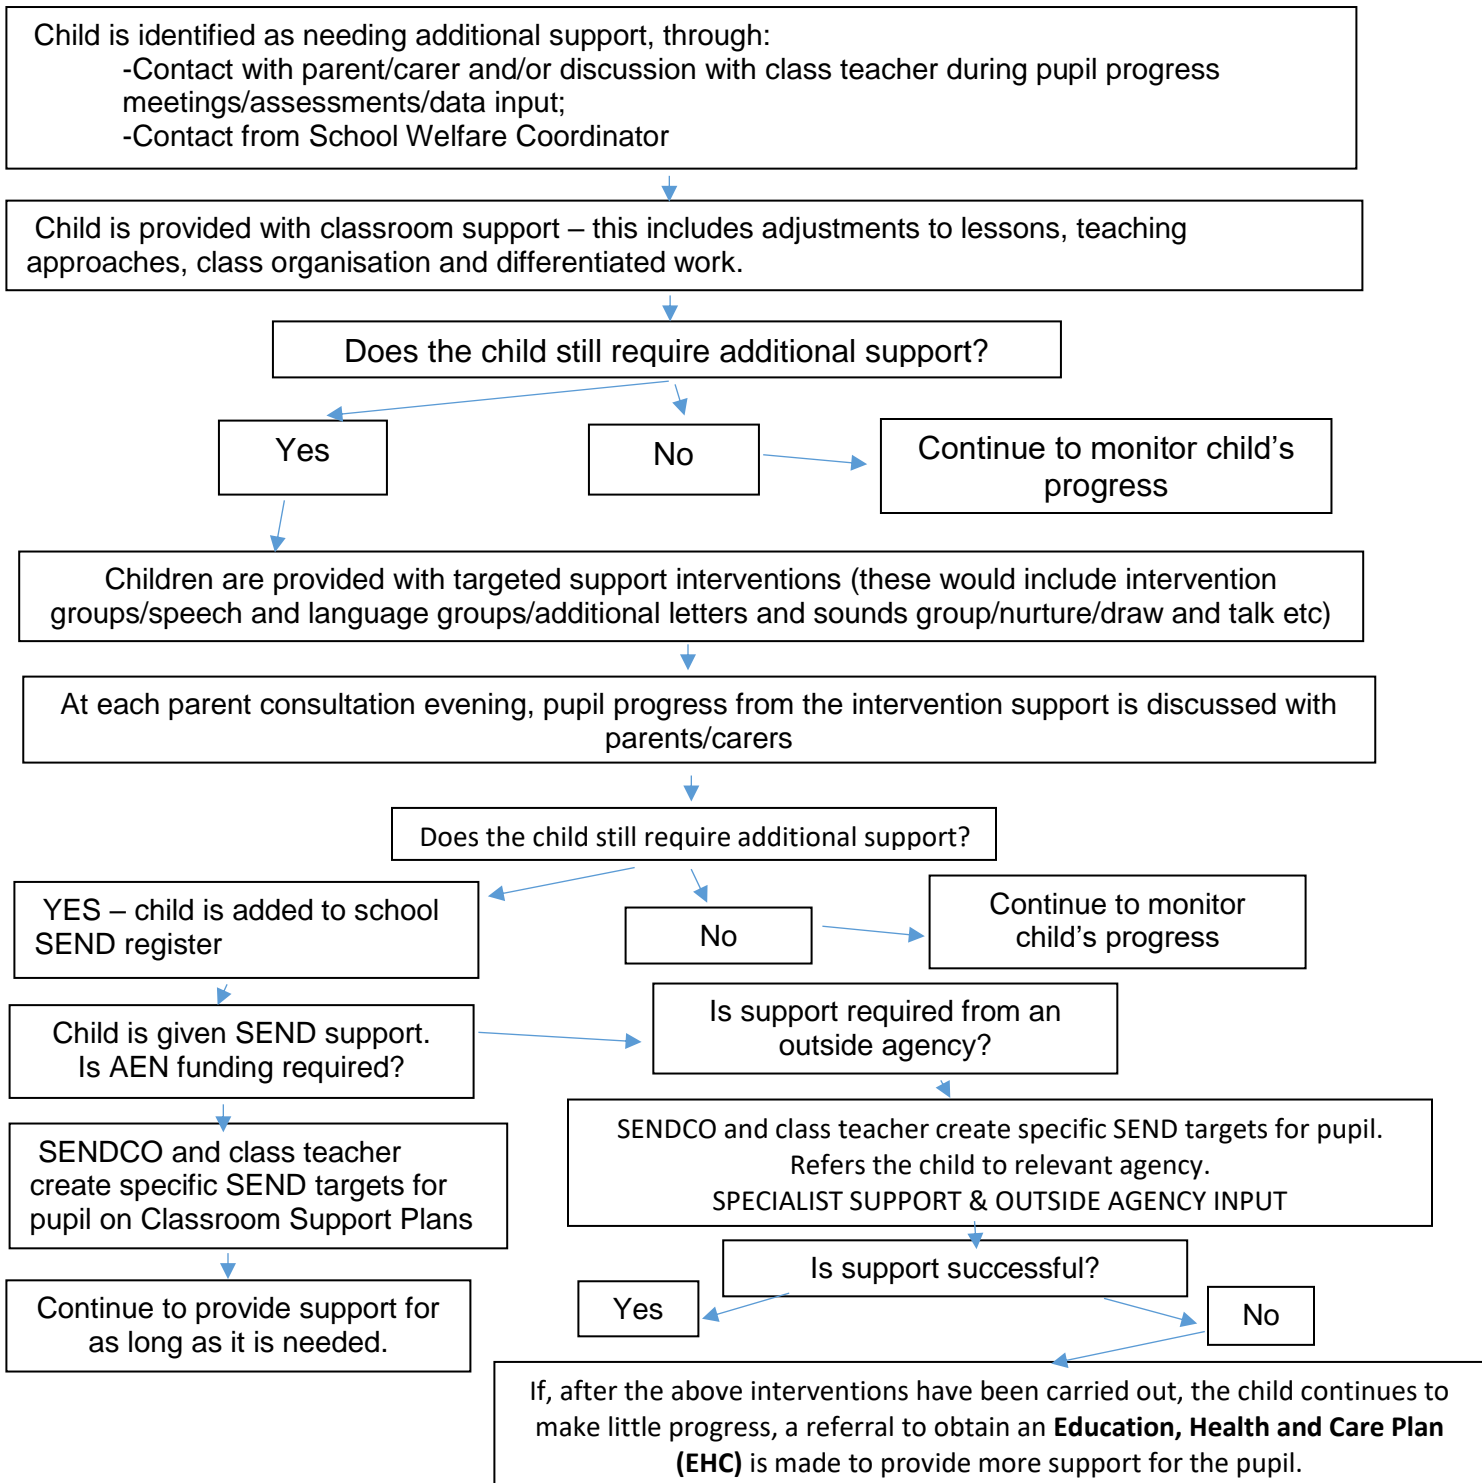 Child is identified as needing additional support, through:
-Contact with parent/carer and/or discussion with class teacher during pupil progress
meetings/assessments/data input;
-Contact from School Welfare Coordinator
Child is provided with classroom support – this includes adjustments to lessons, teaching
approaches, class organisation and differentiated work.
Does the child still require additional support?
Yes
No
Continue to monitor child’s
progress
Children are provided with targeted support interventions (these would include intervention
groups/speech and language groups/additional letters and sounds group/nurture/draw and talk etc)
At each parent consultation evening, pupil progress from the intervention support is discussed with
parents/carers
Does the child still require additional support?
YES – child is added to school
SEND register
No
Continue to monitor
child’s progress
Child is given SEND support.
Is AEN funding required?
Is support required from an
outside agency?
SENDCO and class teacher
create specific SEND targets for
pupil on Classroom Support Plans
SENDCO and class teacher create specific SEND targets for pupil.
Refers the child to relevant agency.
SPECIALIST SUPPORT & OUTSIDE AGENCY INPUT
Continue to provide support for
as long as it is needed.
Is support successful?
Yes
No
If, after the above interventions have been carried out, the child continues to
make little progress, a referral to obtain an Education, Health and Care Plan
(EHC) is made to provide more support for the pupil.